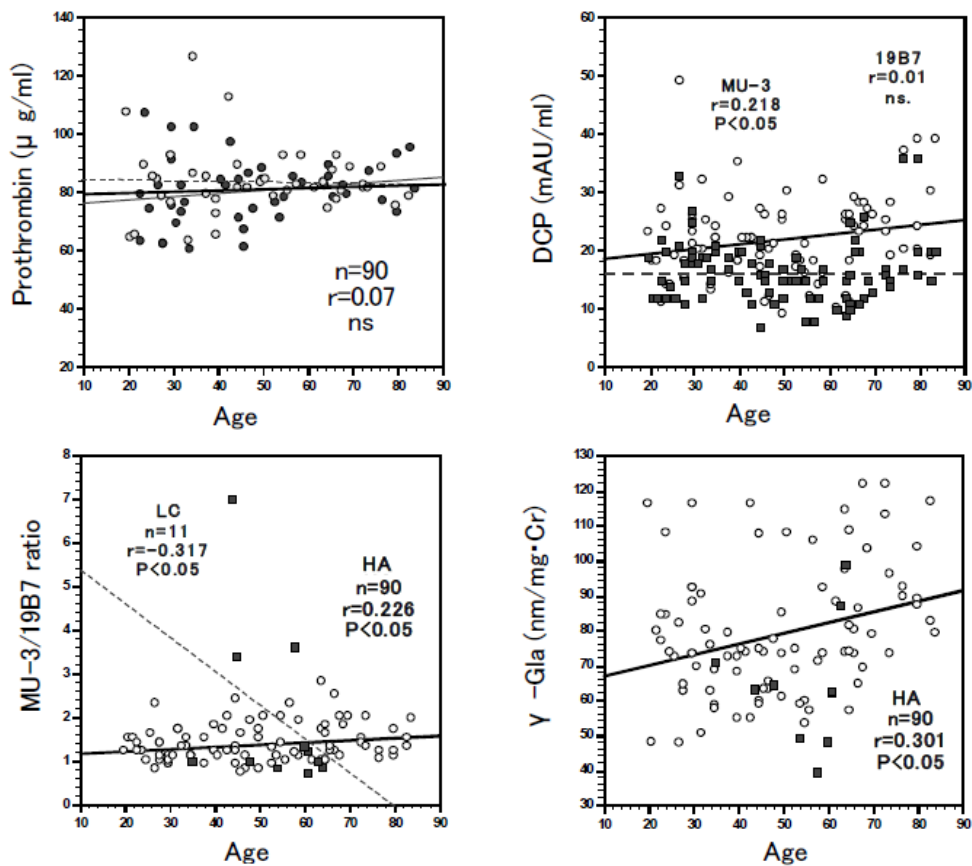 140
120
100
80
60
40
20
Prothrombin (μ g/ml)
n=90
r=0.07
ns
10 20 30 40 50 60 70 80 90
Age
60
50
40
30
20
10
0
DCP (mAU/ml)
MU-3
r=0.218
P<0.05
19B7
r=0.01
ns.
10 20 30 40 50 60 70 80 90
Age
8
7
6
5
4
3
2
1
0
MU-3/19B7 ratio
LC
n=11
r=-0.317
P<0.05
HA
n=90
r=0.226
P<0.05
10 20 30 40 50 60 70 80 90
Age
130
120
110
100
90
80
70
60
50
40
30
γ -Gla (nm/mg・Cr)
HA
n=90
r=0.301
P<0.05
10 20 30 40 50 60 70 80 90
Age